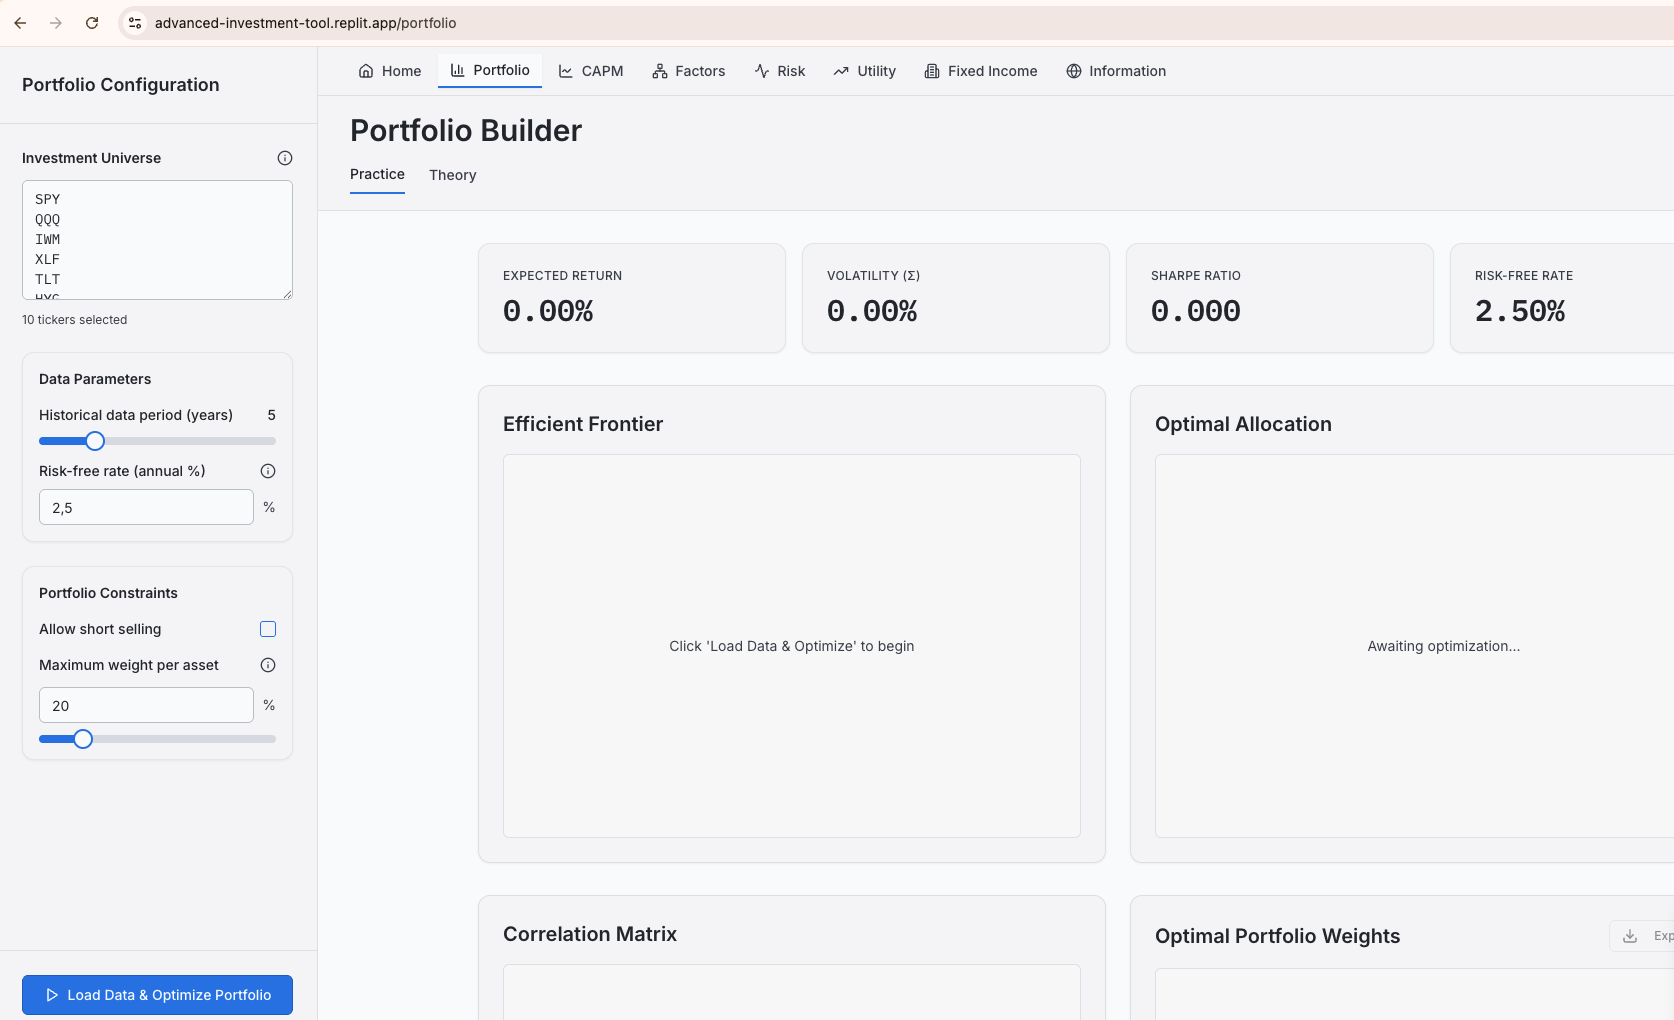 advanced-investment-tool.replit.app/portfolio
Portfolio Configuration
Home Portfolio CAPM Factors Risk Utility Fixed Income Information
Portfolio Builder
Practice Theory
Investment Universe
SPY
QQQ
IWM
XLF
TLT
HYG
10 tickers selected
Data Parameters
Historical data period (years) 5
Risk-free rate (annual %)
2,5 %
Portfolio Constraints
Allow short selling
Maximum weight per asset
20 %
Load Data & Optimize Portfolio
EXPECTED RETURN
0.00%
VOLATILITY (Σ)
0.00%
SHARPE RATIO
0.000
RISK-FREE RATE
2.50%
Efficient Frontier
Click 'Load Data & Optimize' to begin
Optimal Allocation
Awaiting optimization...
Correlation Matrix
Optimal Portfolio Weights
Exp